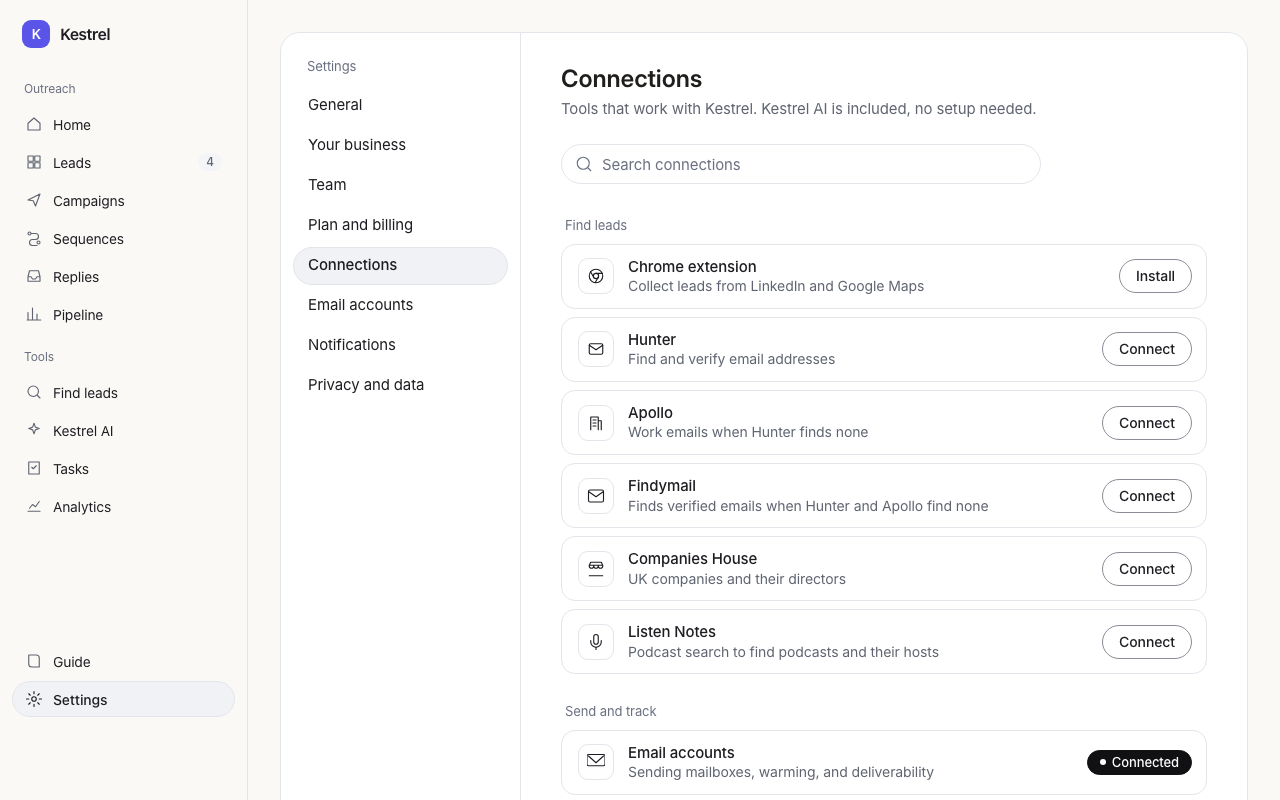 K
Kestrel
Outreach
Home
Leads
4
Campaigns
Sequences
Replies
Pipeline
Tools
Find leads
Kestrel AI
Tasks
Analytics
Guide
Settings
Settings
General
Your business
Team
Plan and billing
Connections
Email accounts
Notifications
Privacy and data
Connections
Tools that work with Kestrel. Kestrel AI is included, no setup needed.
Search connections
Find leads
Chrome extension
Collect leads from LinkedIn and Google Maps
Install
Hunter
Find and verify email addresses
Connect
Apollo
Work emails when Hunter finds none
Connect
Findymail
Finds verified emails when Hunter and Apollo find none
Connect
Companies House
UK companies and their directors
Connect
Listen Notes
Podcast search to find podcasts and their hosts
Connect
Send and track
Email accounts
Sending mailboxes, warming, and deliverability
Connected